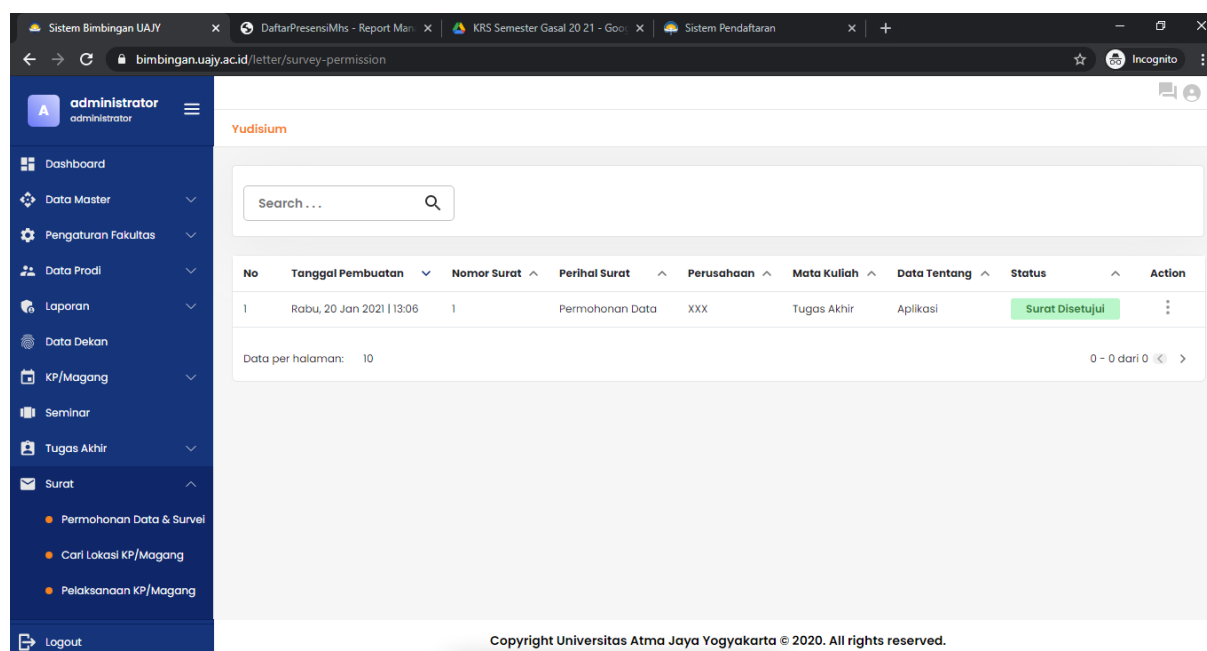 Sistem Bimbingan UAJY
DaftarPresensiMhs - Report Man
KRS Semester Gasal 20 21 - Goog
Sistem Pendaftaran
bimbingan.uajy.ac.id/letter/survey-permission
Incognito
A
administrator
administrator
Yudisium
Dashboard
Data Master
Pengaturan Fakultas
Data Prodi
Laporan
Data Dekan
KP/Magang
Seminar
Tugas Akhir
Surat
Permohonan Data & Survei
Cari Lokasi KP/Magang
Pelaksanaan KP/Magang
Logout
Search . . .
No Tanggal Pembuatan Nomor Surat Perihal Surat Perusahaan Mata Kuliah Data Tentang Status Action
1 Rabu, 20 Jan 2021 | 13:06 1 Permohonan Data XXX Tugas Akhir Aplikasi Surat Disetujui
Data per halaman: 10 0 - 0 dari 0
Copyright Universitas Atma Jaya Yogyakarta © 2020. All rights reserved.